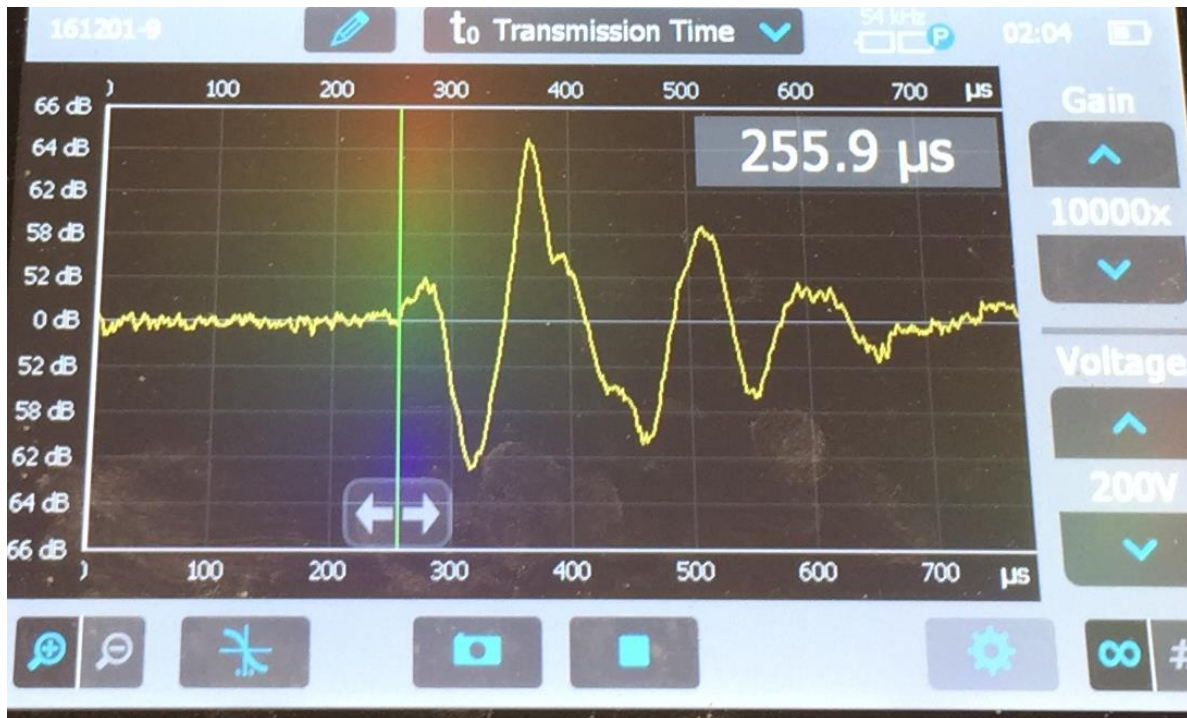 161201-9 t₀ Transmission Time 54 kHz P 02:04
100 200 300 400 500 600 700 µs
Gain
66 dB
64 dB
255.9 µs
62 dB
10000x
58 dB
52 dB
0 dB
52 dB
Voltage
58 dB
62 dB
64 dB
200V
66 dB
100 200 300 400 500 600 700 µs
∞ #